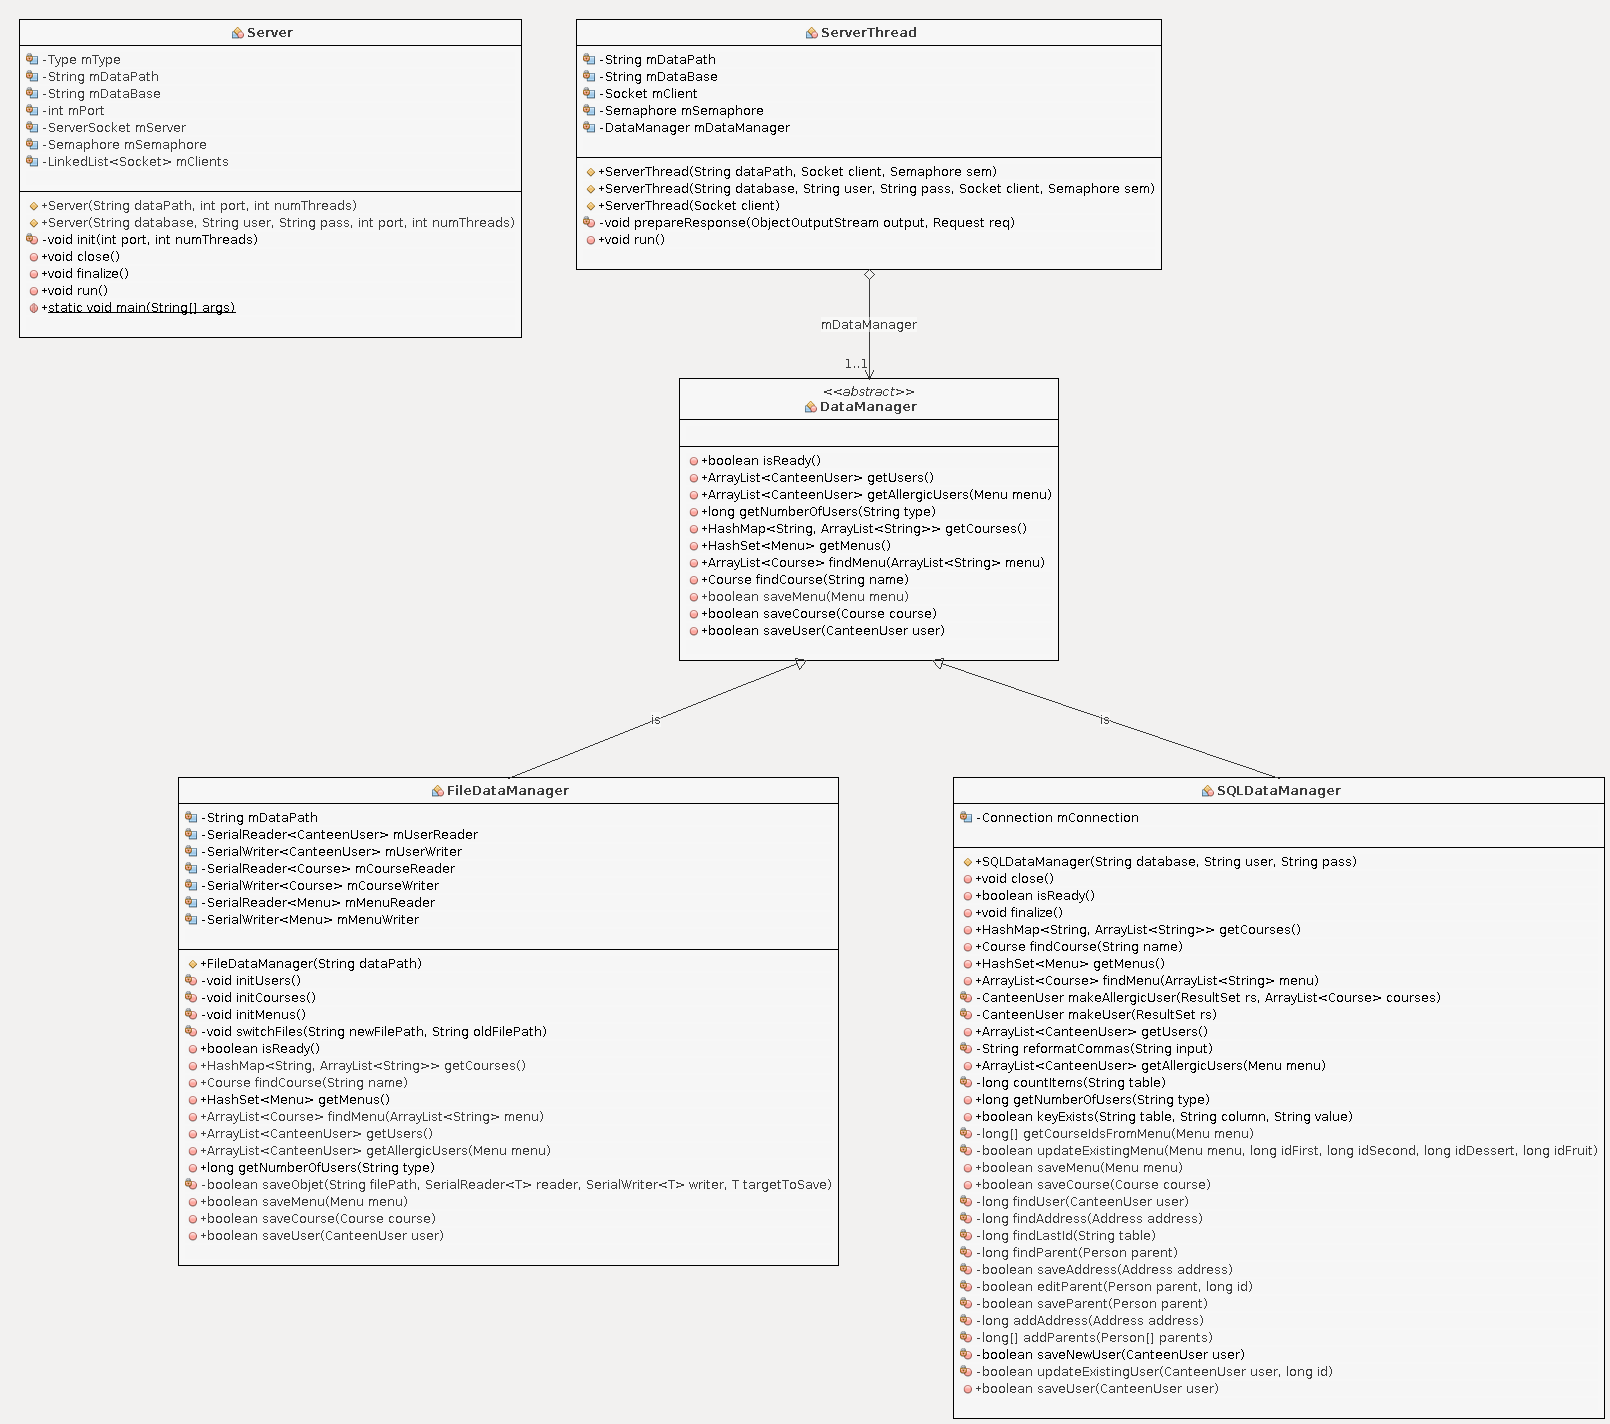 Server
-Type mType
-String mDataPath
-String mDataBase
-int mPort
-ServerSocket mServer
-Semaphore mSemaphore
-LinkedList<Socket> mClients
+Server(String dataPath, int port, int numThreads)
+Server(String database, String user, String pass, int port, int numThreads)
-void init(int port, int numThreads)
+void close()
+void finalize()
+void run()
+static void main(String[] args)
ServerThread
-String mDataPath
-String mDataBase
-Socket mClient
-Semaphore mSemaphore
-DataManager mDataManager
+ServerThread(String dataPath, Socket client, Semaphore sem)
+ServerThread(String database, String user, String pass, Socket client, Semaphore sem)
+ServerThread(Socket client)
-void prepareResponse(ObjectOutputStream output, Request req)
+void run()
mDataManager
1..1
<<abstract>>
DataManager
+boolean isReady()
+ArrayList<CanteenUser> getUsers()
+ArrayList<CanteenUser> getAllergicUsers(Menu menu)
+long getNumberOfUsers(String type)
+HashMap<String, ArrayList<String>> getCourses()
+HashSet<Menu> getMenus()
+ArrayList<Course> findMenu(ArrayList<String> menu)
+Course findCourse(String name)
+boolean saveMenu(Menu menu)
+boolean saveCourse(Course course)
+boolean saveUser(CanteenUser user)
is
is
FileDataManager
-String mDataPath
-SerialReader<CanteenUser> mUserReader
-SerialWriter<CanteenUser> mUserWriter
-SerialReader<Course> mCourseReader
-SerialWriter<Course> mCourseWriter
-SerialReader<Menu> mMenuReader
-SerialWriter<Menu> mMenuWriter
+FileDataManager(String dataPath)
-void initUsers()
-void initCourses()
-void initMenus()
-void switchFiles(String newFilePath, String oldFilePath)
+boolean isReady()
+HashMap<String, ArrayList<String>> getCourses()
+Course findCourse(String name)
+HashSet<Menu> getMenus()
+ArrayList<Course> findMenu(ArrayList<String> menu)
+ArrayList<CanteenUser> getUsers()
+ArrayList<CanteenUser> getAllergicUsers(Menu menu)
+long getNumberOfUsers(String type)
-boolean saveObjet(String filePath, SerialReader<T> reader, SerialWriter<T> writer, T targetToSave)
+boolean saveMenu(Menu menu)
+boolean saveCourse(Course course)
+boolean saveUser(CanteenUser user)
SQLDataManager
-Connection mConnection
+SQLDataManager(String database, String user, String pass)
+void close()
+boolean isReady()
+void finalize()
+HashMap<String, ArrayList<String>> getCourses()
+Course findCourse(String name)
+HashSet<Menu> getMenus()
+ArrayList<Course> findMenu(ArrayList<String> menu)
-CanteenUser makeAllergicUser(ResultSet rs, ArrayList<Course> courses)
-CanteenUser makeUser(ResultSet rs)
+ArrayList<CanteenUser> getUsers()
-String reformatCommas(String input)
+ArrayList<CanteenUser> getAllergicUsers(Menu menu)
-long countItems(String table)
+long getNumberOfUsers(String type)
+boolean keyExists(String table, String column, String value)
-long[] getCourseIdsFromMenu(Menu menu)
-boolean updateExistingMenu(Menu menu, long idFirst, long idSecond, long idDessert, long idFruit)
+boolean saveMenu(Menu menu)
+boolean saveCourse(Course course)
-long findUser(CanteenUser user)
-long findAddress(Address address)
-long findLastId(String table)
-long findParent(Person parent)
-boolean saveAddress(Address address)
-boolean editParent(Person parent, long id)
-boolean saveParent(Person parent)
-long addAddress(Address address)
-long[] addParents(Person[] parents)
-boolean saveNewUser(CanteenUser user)
-boolean updateExistingUser(CanteenUser user, long id)
+boolean saveUser(CanteenUser user)